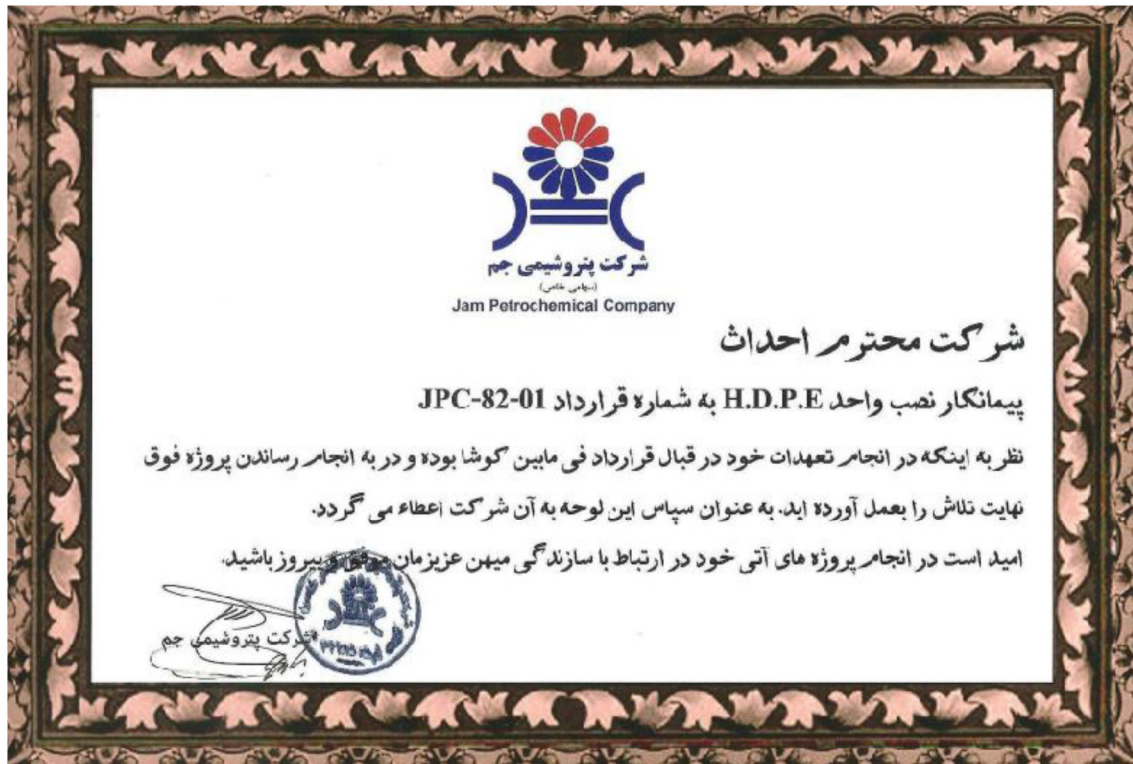 شرکت پتروشیمی جم
(سهامی خاص)
Jam Petrochemical Company
شرکت محترم احداث
پیمانکار نصب واحد H.D.P.E به شماره قرارداد JPC-82-01
نظر به اینکه در انجام تعهدات خود در قبال قرارداد فی مابین کوشا بوده و در به انجام رساندن پروژه فوق
نهایت تلاش را بعمل آورده اید. به عنوان سپاس این لوحه به آن شرکت اعطاء می گردد.
امید است در انجام پروژه های آتی خود در ارتباط با سازندگی میهن عزیزمان موفق و پیروز باشید.
شرکت پتروشیمی جم